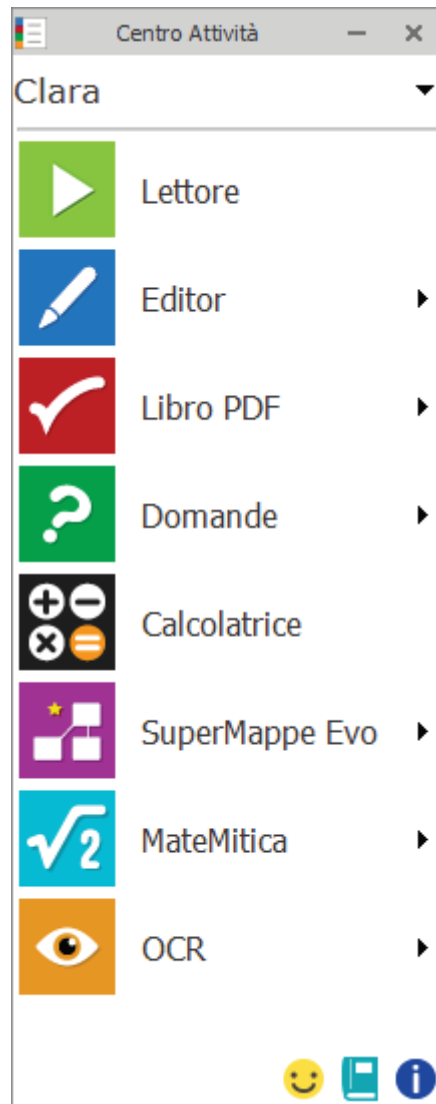 Centro Attività
Clara
Lettore
Editor
Libro PDF
Domande
Calcolatrice
SuperMappe Evo
MateMitica
OCR